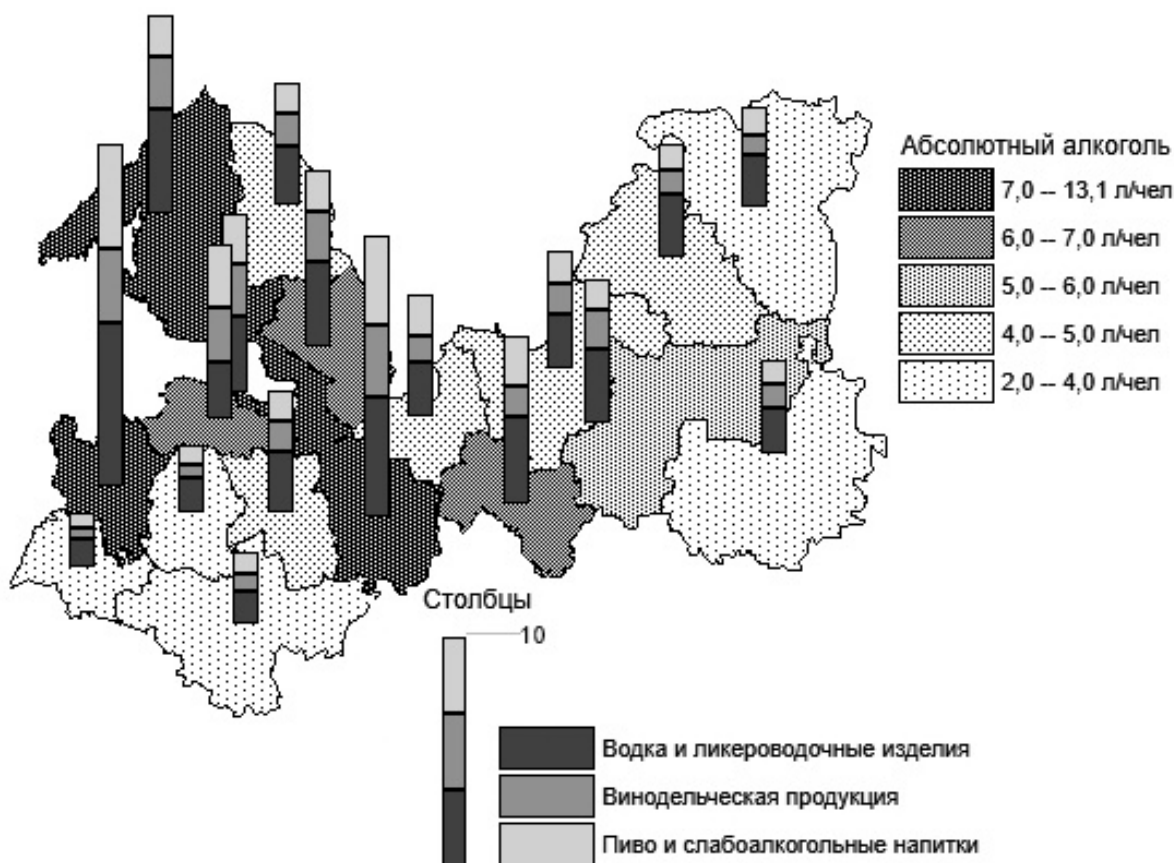 Абсолютный алкоголь
7,0 -- 13,1 л/чел
6,0 -- 7,0 л/чел
5,0 -- 6,0 л/чел
4,0 -- 5,0 л/чел
2,0 -- 4,0 л/чел
Столбцы
10
Водка и ликероводочные изделия
Винодельческая продукция
Пиво и слабоалкогольные напитки